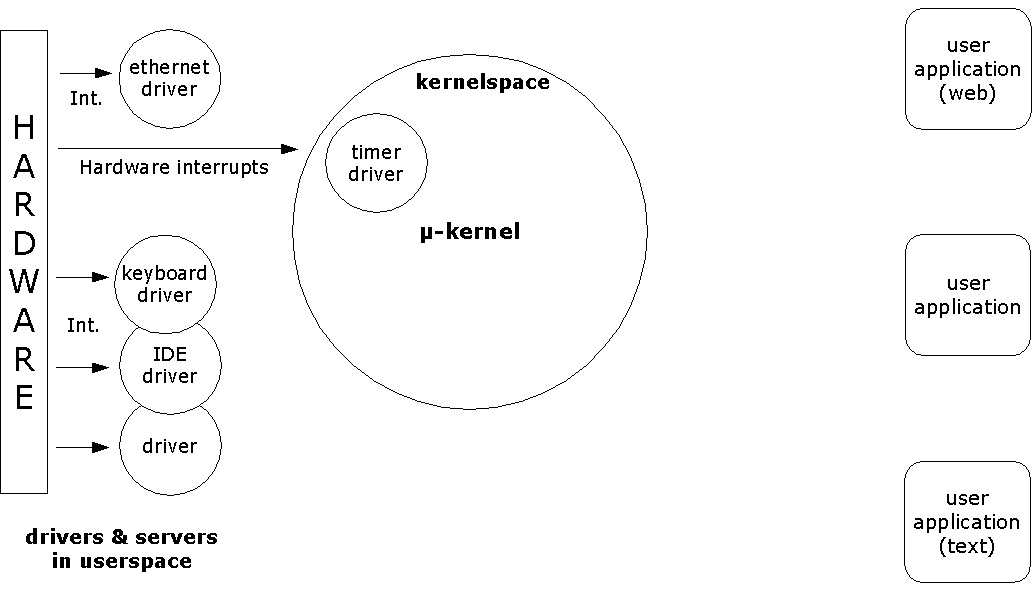 HARDWARE
ethernet
driver
Int.
Hardware interrupts
kernelspace
timer
driver
µ-kernel
keyboard
driver
Int.
IDE
driver
driver
drivers & servers
in userspace
user
application
(web)
user
application
user
application
(text)